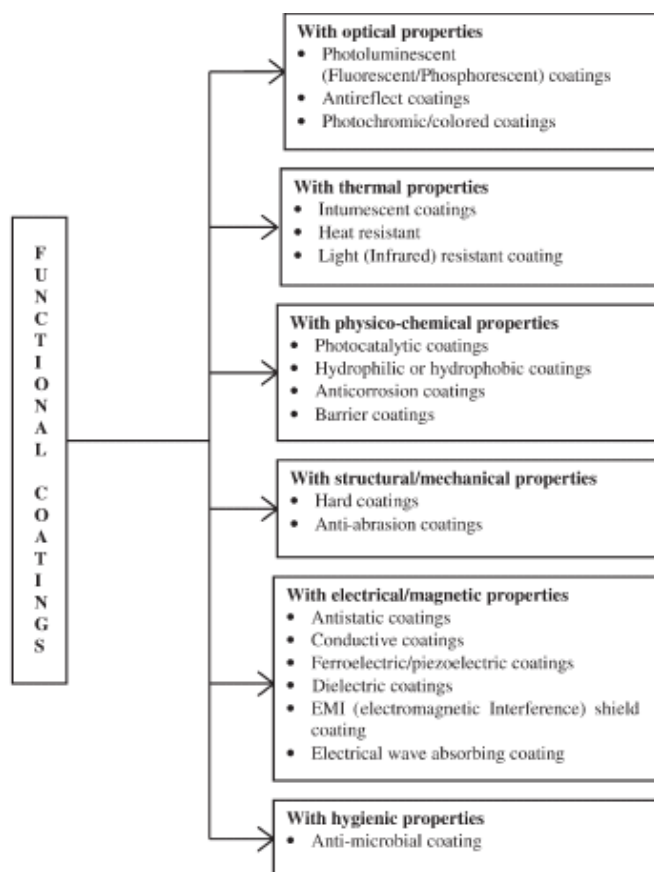 FUNCTIONAL COATINGS
With optical properties
• Photoluminescent
(Fluorescent/Phosphorescent) coatings
• Antireflect coatings
• Photochromic/colored coatings
With thermal properties
• Intumescent coatings
• Heat resistant
• Light (Infrared) resistant coating
With physico-chemical properties
• Photocatalytic coatings
• Hydrophilic or hydrophobic coatings
• Anticorrosion coatings
• Barrier coatings
With structural/mechanical properties
• Hard coatings
• Anti-abrasion coatings
With electrical/magnetic properties
• Antistatic coatings
• Conductive coatings
• Ferroelectric/piezoelectric coatings
• Dielectric coatings
• EMI (electromagnetic Interference) shield
coating
• Electrical wave absorbing coating
With hygienic properties
• Anti-microbial coating